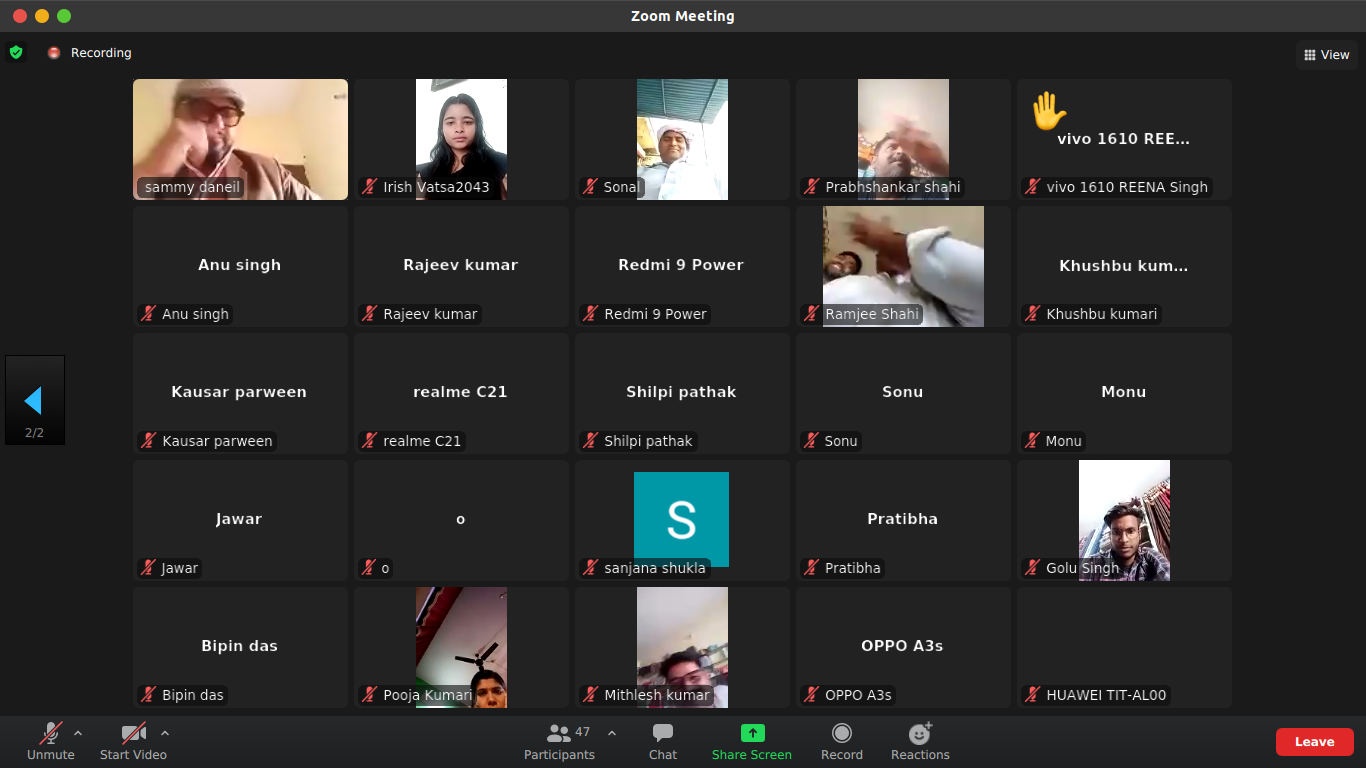 Zoom Meeting
Recording
View
sammy daneil
Irish Vatsa2043
Sonal
Prabhshankar shahi
vivo 1610 REE...
vivo 1610 REENA Singh
Anu singh
Anu singh
Rajeev kumar
Rajeev kumar
Redmi 9 Power
Redmi 9 Power
Ramjee Shahi
Khushbu kum...
Khushbu kumari
2/2
Kausar parween
Kausar parween
realme C21
realme C21
Shilpi pathak
Shilpi pathak
Sonu
Sonu
Monu
Monu
Jawar
Jawar
o
o
S
sanjana shukla
Pratibha
Pratibha
Golu Singh
Bipin das
Bipin das
Pooja Kumari
Mithlesh kumar
OPPO A3s
OPPO A3s
HUAWEI TIT-AL00
Unmute
Start Video
47
Participants
Chat
Share Screen
Record
Reactions
Leave